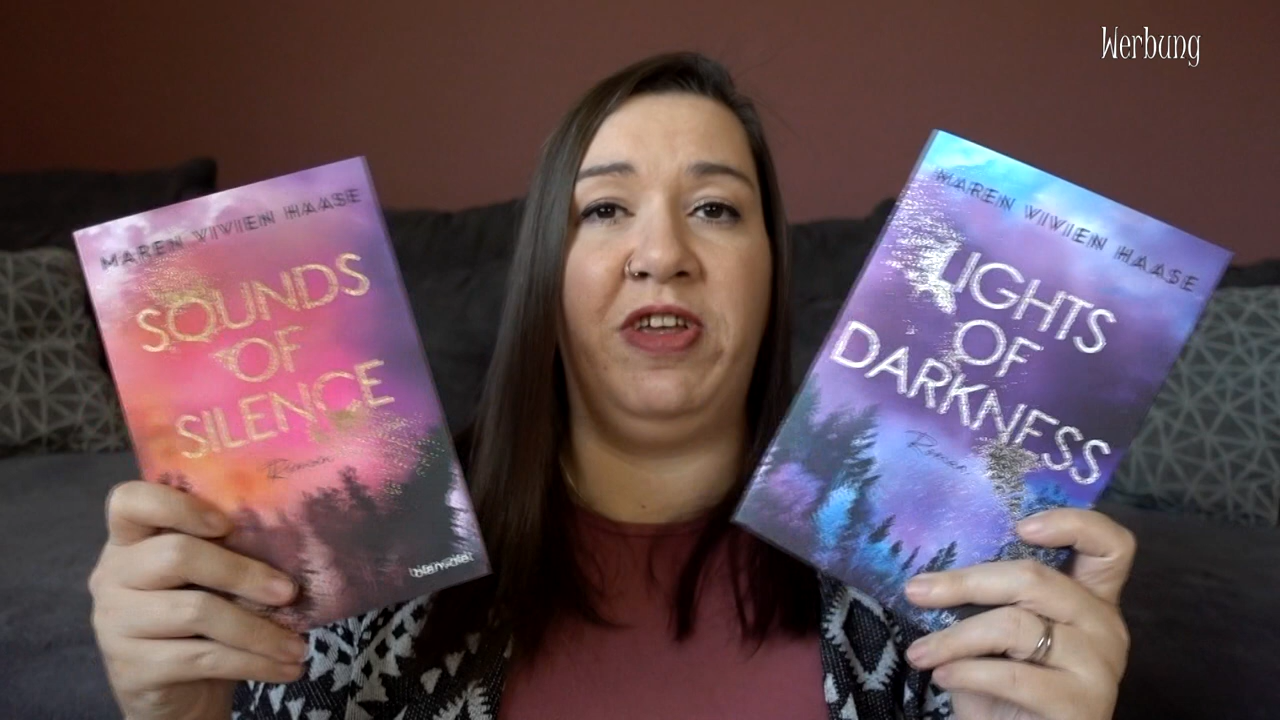 Werbung
MAREN VIVIEN HAASE
SOUNDS
OF
SILENCE
Roman
blanvalet
MAREN VIVIEN HAASE
LIGHTS
OF
DARKNESS
Roman